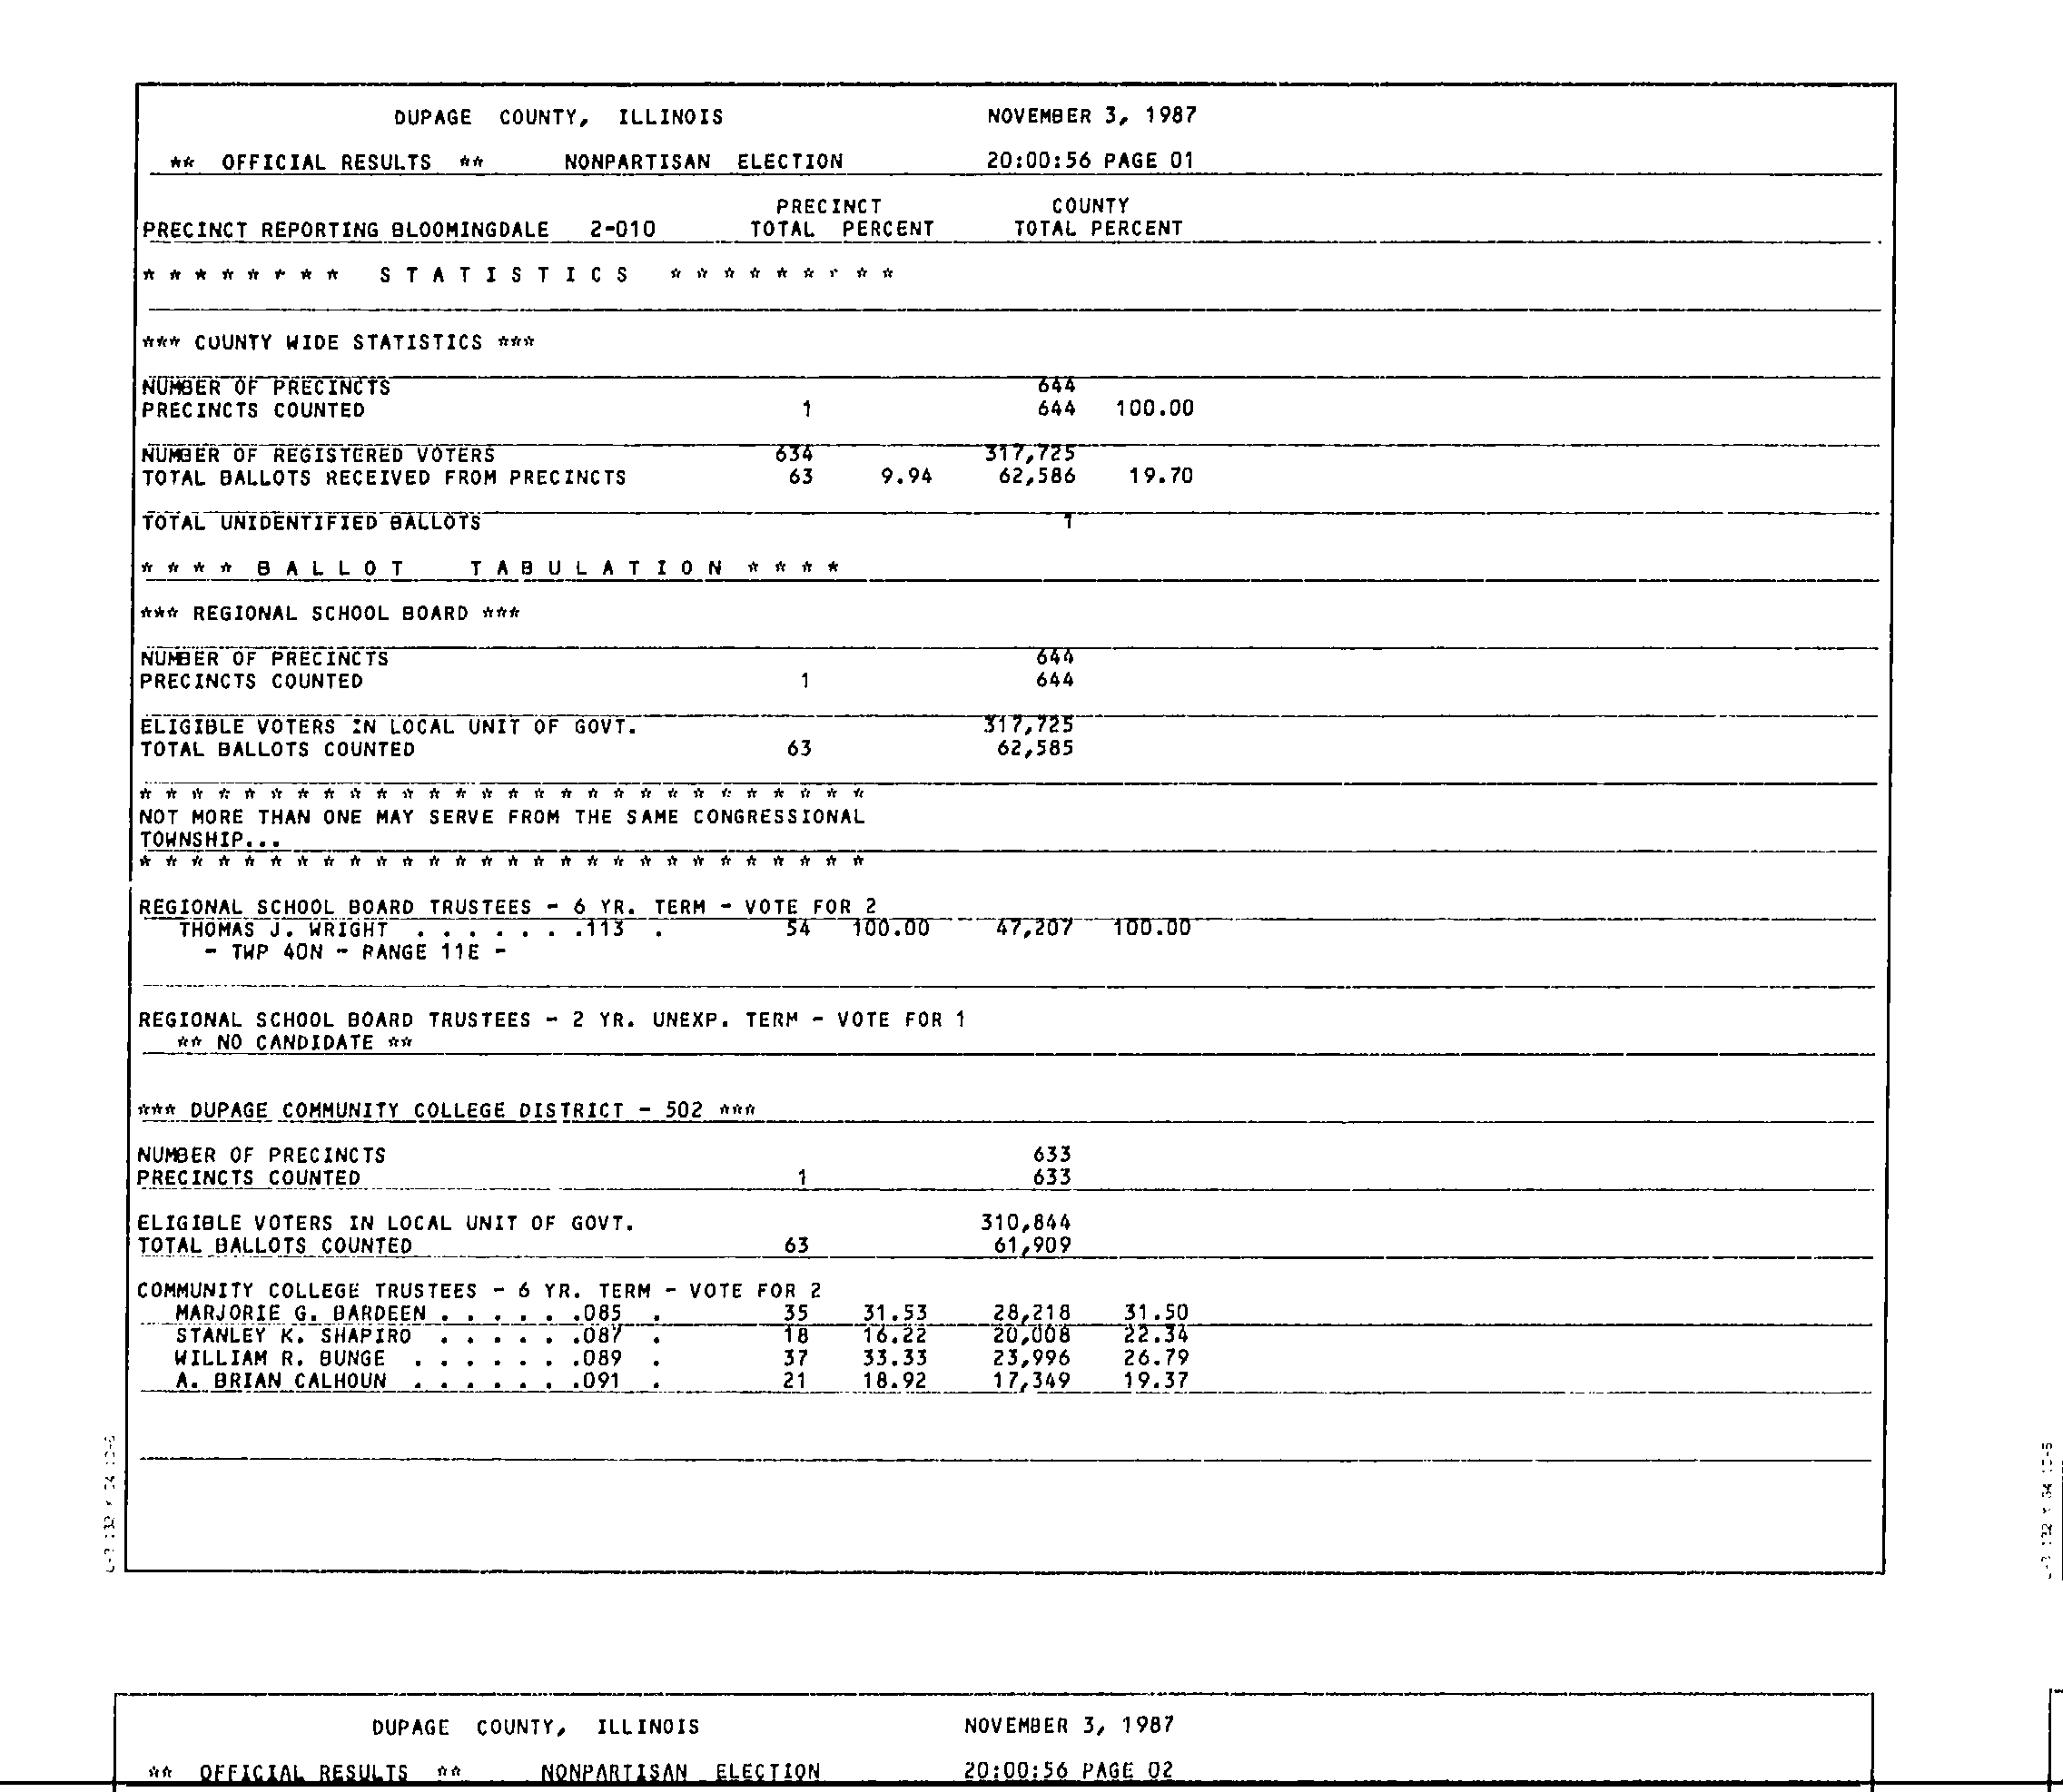 DUPAGE COUNTY, ILLINOIS NOVEMBER 3, 1987
** OFFICIAL RESULTS ** NONPARTISAN ELECTION 20:00:56 PAGE 01
PRECINCT COUNTY
PRECINCT REPORTING BLOOMINGDALE 2-010 TOTAL PERCENT TOTAL PERCENT
* * * * * * * * S T A T I S T I C S * * * * * * * * *
*** COUNTY WIDE STATISTICS ***
NUMBER OF PRECINCTS 644
PRECINCTS COUNTED 1 644 100.00
NUMBER OF REGISTERED VOTERS 634 317,725
TOTAL BALLOTS RECEIVED FROM PRECINCTS 63 9.94 62,586 19.70
TOTAL UNIDENTIFIED BALLOTS 1
* * * * B A L L O T T A B U L A T I O N * * * *
*** REGIONAL SCHOOL BOARD ***
NUMBER OF PRECINCTS 644
PRECINCTS COUNTED 1 644
ELIGIBLE VOTERS IN LOCAL UNIT OF GOVT. 317,725
TOTAL BALLOTS COUNTED 63 62,585
* * * * * * * * * * * * * * * * * * * * * * * * * * * *
NOT MORE THAN ONE MAY SERVE FROM THE SAME CONGRESSIONAL
TOWNSHIP...
* * * * * * * * * * * * * * * * * * * * * * * * * * * *
REGIONAL SCHOOL BOARD TRUSTEES - 6 YR. TERM - VOTE FOR 2
THOMAS J. WRIGHT . . . . . . .113 . 54 100.00 47,207 100.00
- TWP 40N - RANGE 11E -
REGIONAL SCHOOL BOARD TRUSTEES - 2 YR. UNEXP. TERM - VOTE FOR 1
** NO CANDIDATE **
*** DUPAGE COMMUNITY COLLEGE DISTRICT - 502 ***
NUMBER OF PRECINCTS 633
PRECINCTS COUNTED 1 633
ELIGIBLE VOTERS IN LOCAL UNIT OF GOVT. 310,844
TOTAL BALLOTS COUNTED 63 61,909
COMMUNITY COLLEGE TRUSTEES - 6 YR. TERM - VOTE FOR 2
MARJORIE G. BARDEEN . . . . . .085 . 35 31.53 28,218 31.50
STANLEY K. SHAPIRO . . . . . .087 . 18 16.22 20,008 22.34
WILLIAM R. BUNGE . . . . . . .089 . 37 33.33 23,996 26.79
A. BRIAN CALHOUN . . . . . . .091 . 21 18.92 17,349 19.37
DUPAGE COUNTY, ILLINOIS NOVEMBER 3, 1987
** OFFICIAL RESULTS ** NONPARTISAN ELECTION 20:00:56 PAGE 02